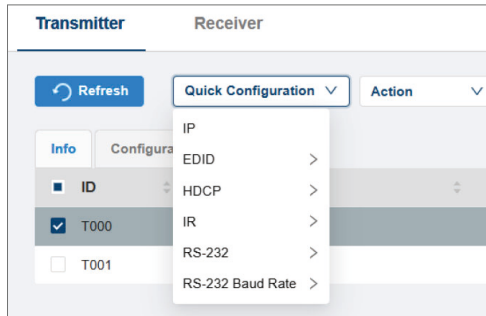 Transmitter Receiver
Refresh Quick Configuration Action
IP
Info Configura
EDID
ID
HDCP
T000
IR
RS-232
T001
RS-232 Baud Rate